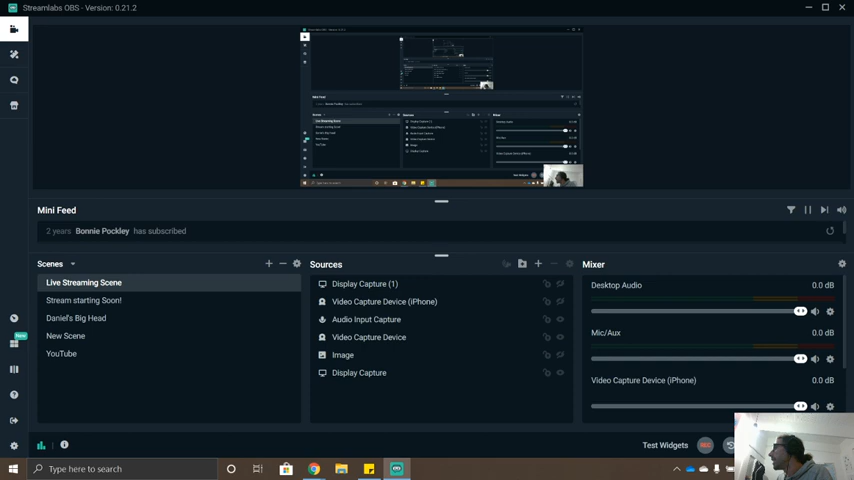 Streamlabs OBS - Version: 0.21.2
Mini Feed
2 years Bonnie Pockley has subscribed
Scenes
Live Streaming Scene
Stream starting Soon!
Daniel's Big Head
New Scene
YouTube
Sources
Display Capture (1)
Video Capture Device (iPhone)
Audio Input Capture
Video Capture Device
Image
Display Capture
Mixer
Desktop Audio 0.0 dB
Mic/Aux 0.0 dB
Video Capture Device (iPhone) 0.0 dB
New
Test Widgets REC
Type here to search